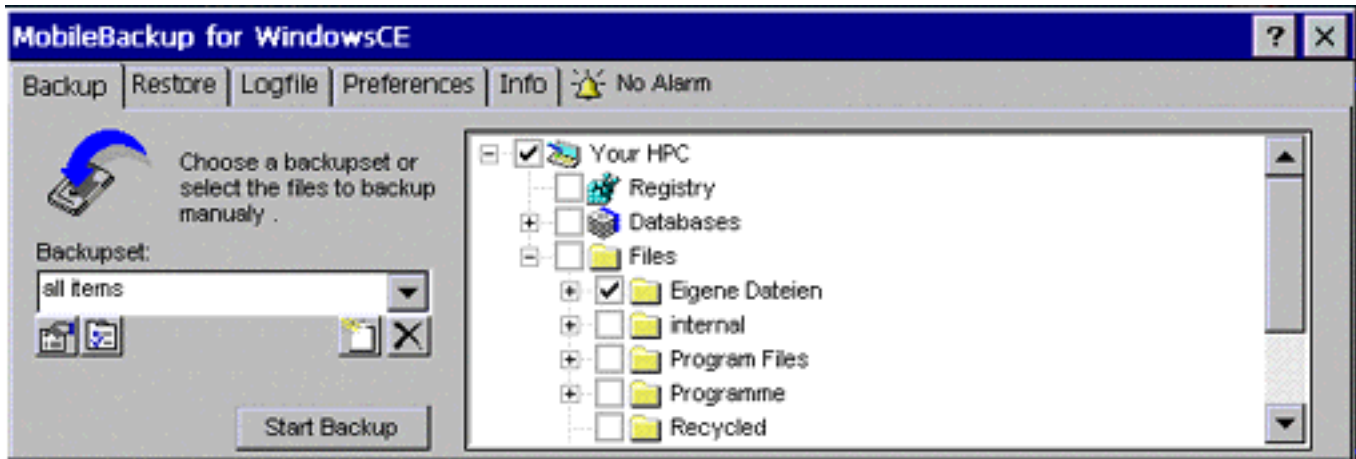 MobileBackup for WindowsCE
Backup Restore Logfile Preferences Info No Alarm
Choose a backupset or
select the files to backup
manualy .
Backupset:
all items
Start Backup
Your HPC
Registry
Databases
Files
Eigene Dateien
internal
Program Files
Programme
Recycled